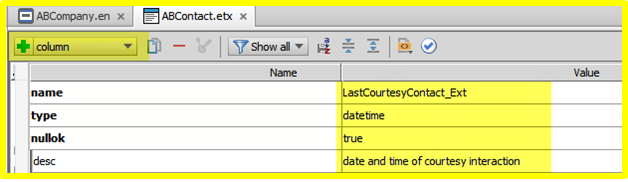 ABCompany.en × ABContact.etx ×
column Show all
Name Value
name LastCourtesyContact_Ext
type datetime
nullok true
desc date and time of courtesy interaction